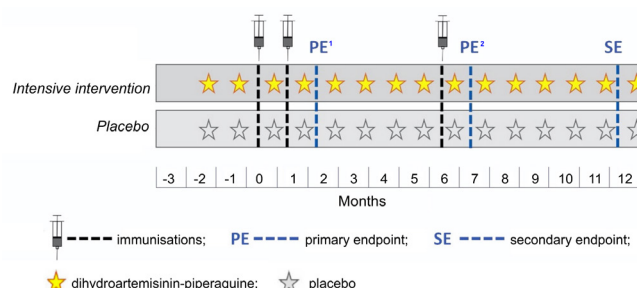 PE¹ PE² SE
Intensive intervention
Placebo
-3 -2 -1 0 1 2 3 4 5 6 7 8 9 10 11 12
Months
immunisations; PE primary endpoint; SE secondary endpoint;
dihydroartemisinin-piperaquine; placebo